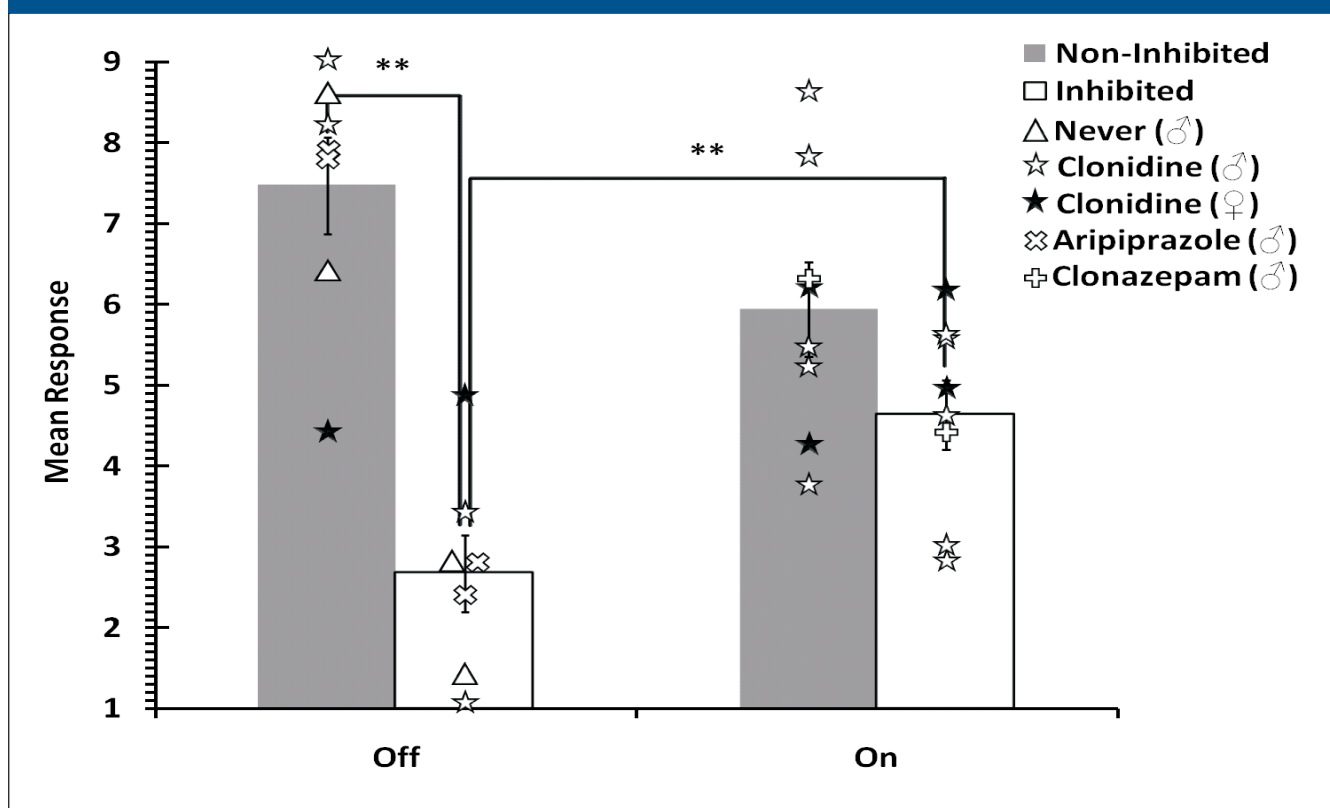 9
8
7
6
5
4
3
2
1
Mean Response
**
**
Off
On
Non-Inhibited
Inhibited
Never (♂)
Clonidine (♂)
Clonidine (♀)
Aripiprazole (♂)
Clonazepam (♂)